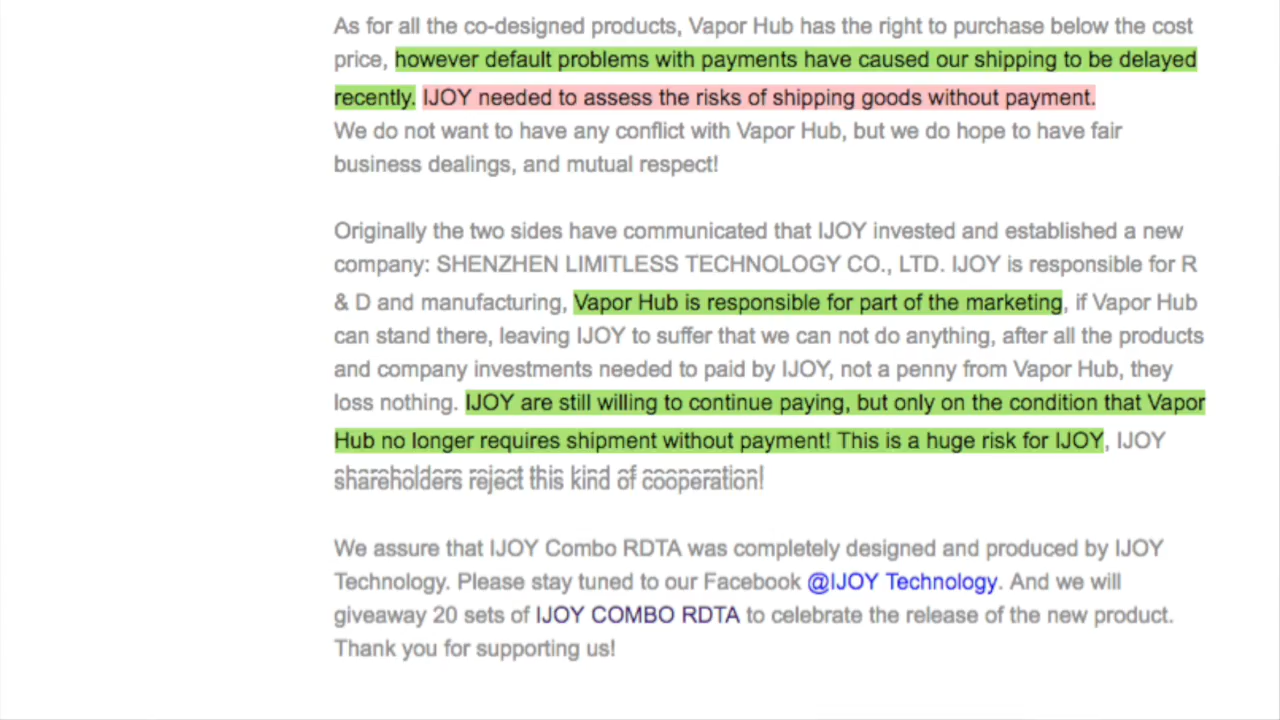 As for all the co-designed products, Vapor Hub has the right to purchase below the cost
price, however default problems with payments have caused our shipping to be delayed
recently. IJOY needed to assess the risks of shipping goods without payment.
We do not want to have any conflict with Vapor Hub, but we do hope to have fair
business dealings, and mutual respect!
Originally the two sides have communicated that IJOY invested and established a new
company: SHENZHEN LIMITLESS TECHNOLOGY CO., LTD. IJOY is responsible for R
& D and manufacturing, Vapor Hub is responsible for part of the marketing, if Vapor Hub
can stand there, leaving IJOY to suffer that we can not do anything, after all the products
and company investments needed to paid by IJOY, not a penny from Vapor Hub, they
loss nothing. IJOY are still willing to continue paying, but only on the condition that Vapor
Hub no longer requires shipment without payment! This is a huge risk for IJOY, IJOY
shareholders reject this kind of cooperation!
We assure that IJOY Combo RDTA was completely designed and produced by IJOY
Technology. Please stay tuned to our Facebook @IJOY Technology. And we will
giveaway 20 sets of IJOY COMBO RDTA to celebrate the release of the new product.
Thank you for supporting us!